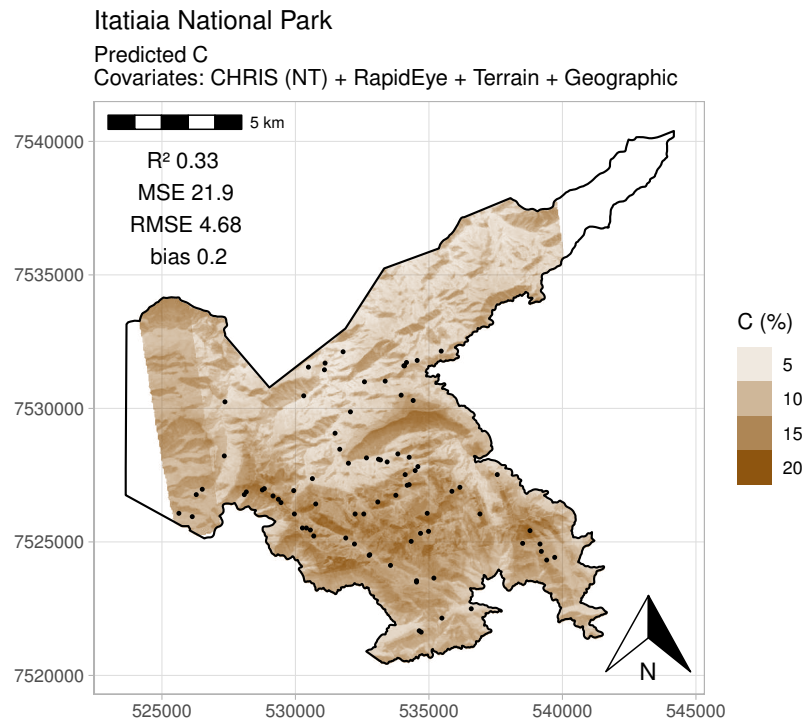 Itatiaia National Park
Predicted C
Covariates: CHRIS (NT) + RapidEye + Terrain + Geographic
5 km
R² 0.33
MSE 21.9
RMSE 4.68
bias 0.2
7540000
7535000
7530000
7525000
7520000
C (%)
5
10
15
20
N
525000
530000
535000
540000
545000